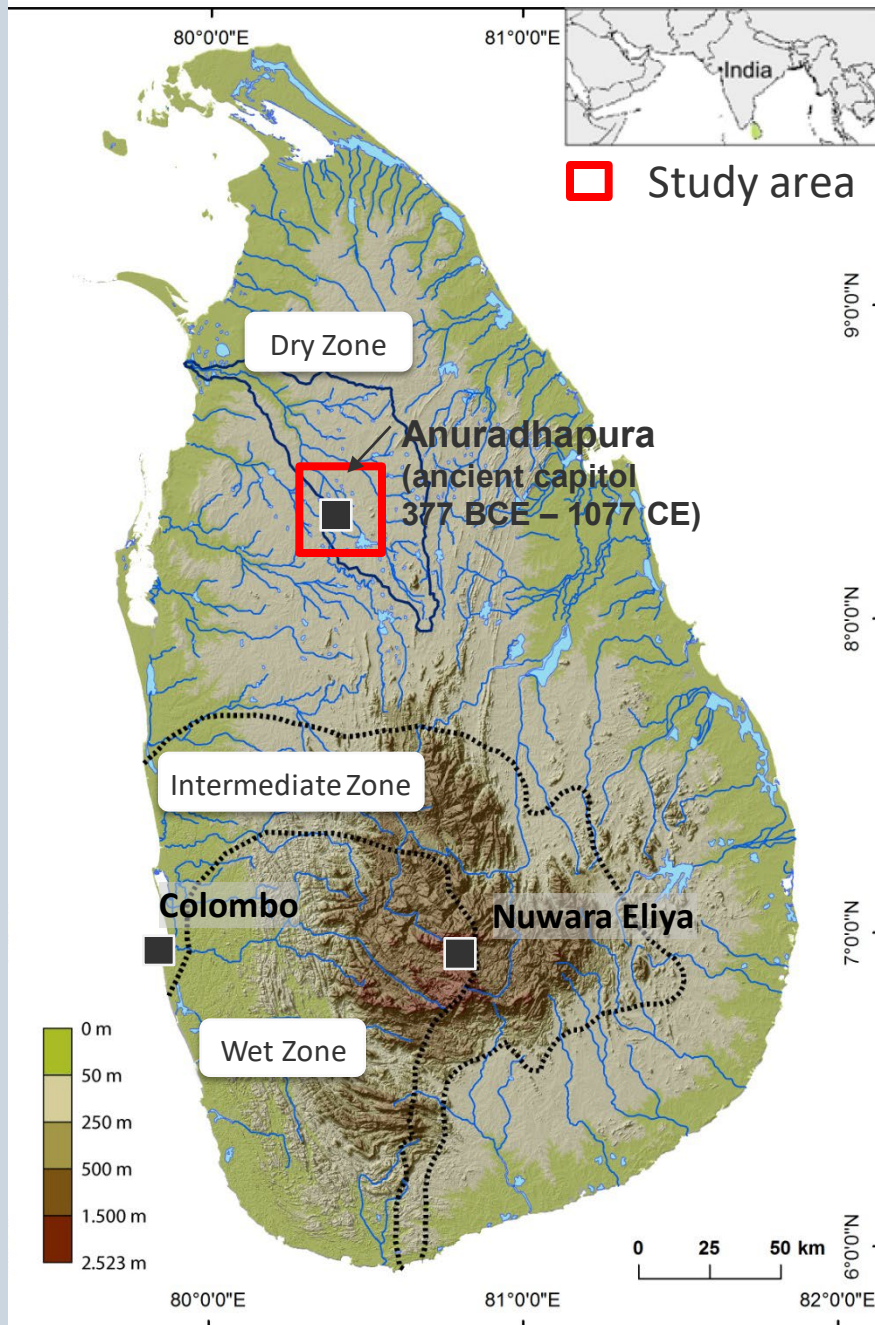 80°0'0"E
81°0'0"E
India
Study area
9°0'0"N
Dry Zone
Anuradhapura
(ancient capitol
377 BCE – 1077 CE)
8°0'0"N
Intermediate Zone
Colombo
Nuwara Eliya
7°0'0"N
Wet Zone
0 m
50 m
250 m
500 m
1.500 m
2.523 m
0 25 50 km
6°0'0"N
80°0'0"E
81°0'0"E
82°0'0"E